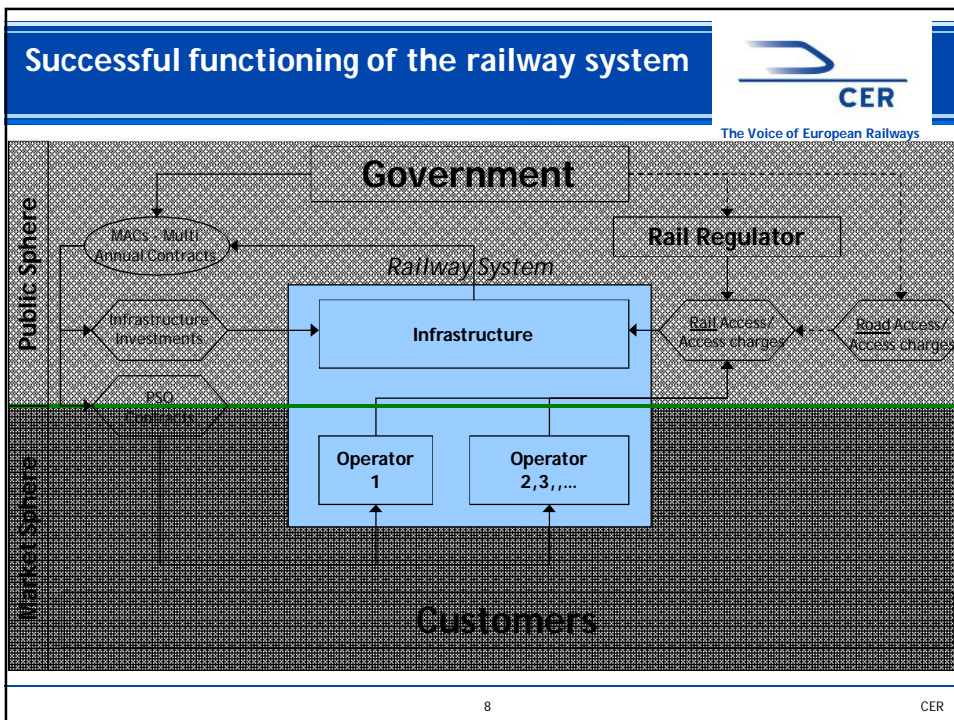 Successful functioning of the railway system
CER
The Voice of European Railways
Public Sphere
Government
MACs - Multi
Annual Contracts
Rail Regulator
Railway System
Infrastructure
Investments
Infrastructure
Rail Access/
Access charges
Road Access/
Access charges
PSO
Contracts
Market Sphere
Operator
1
Operator
2,3,,...
Customers
8
CER